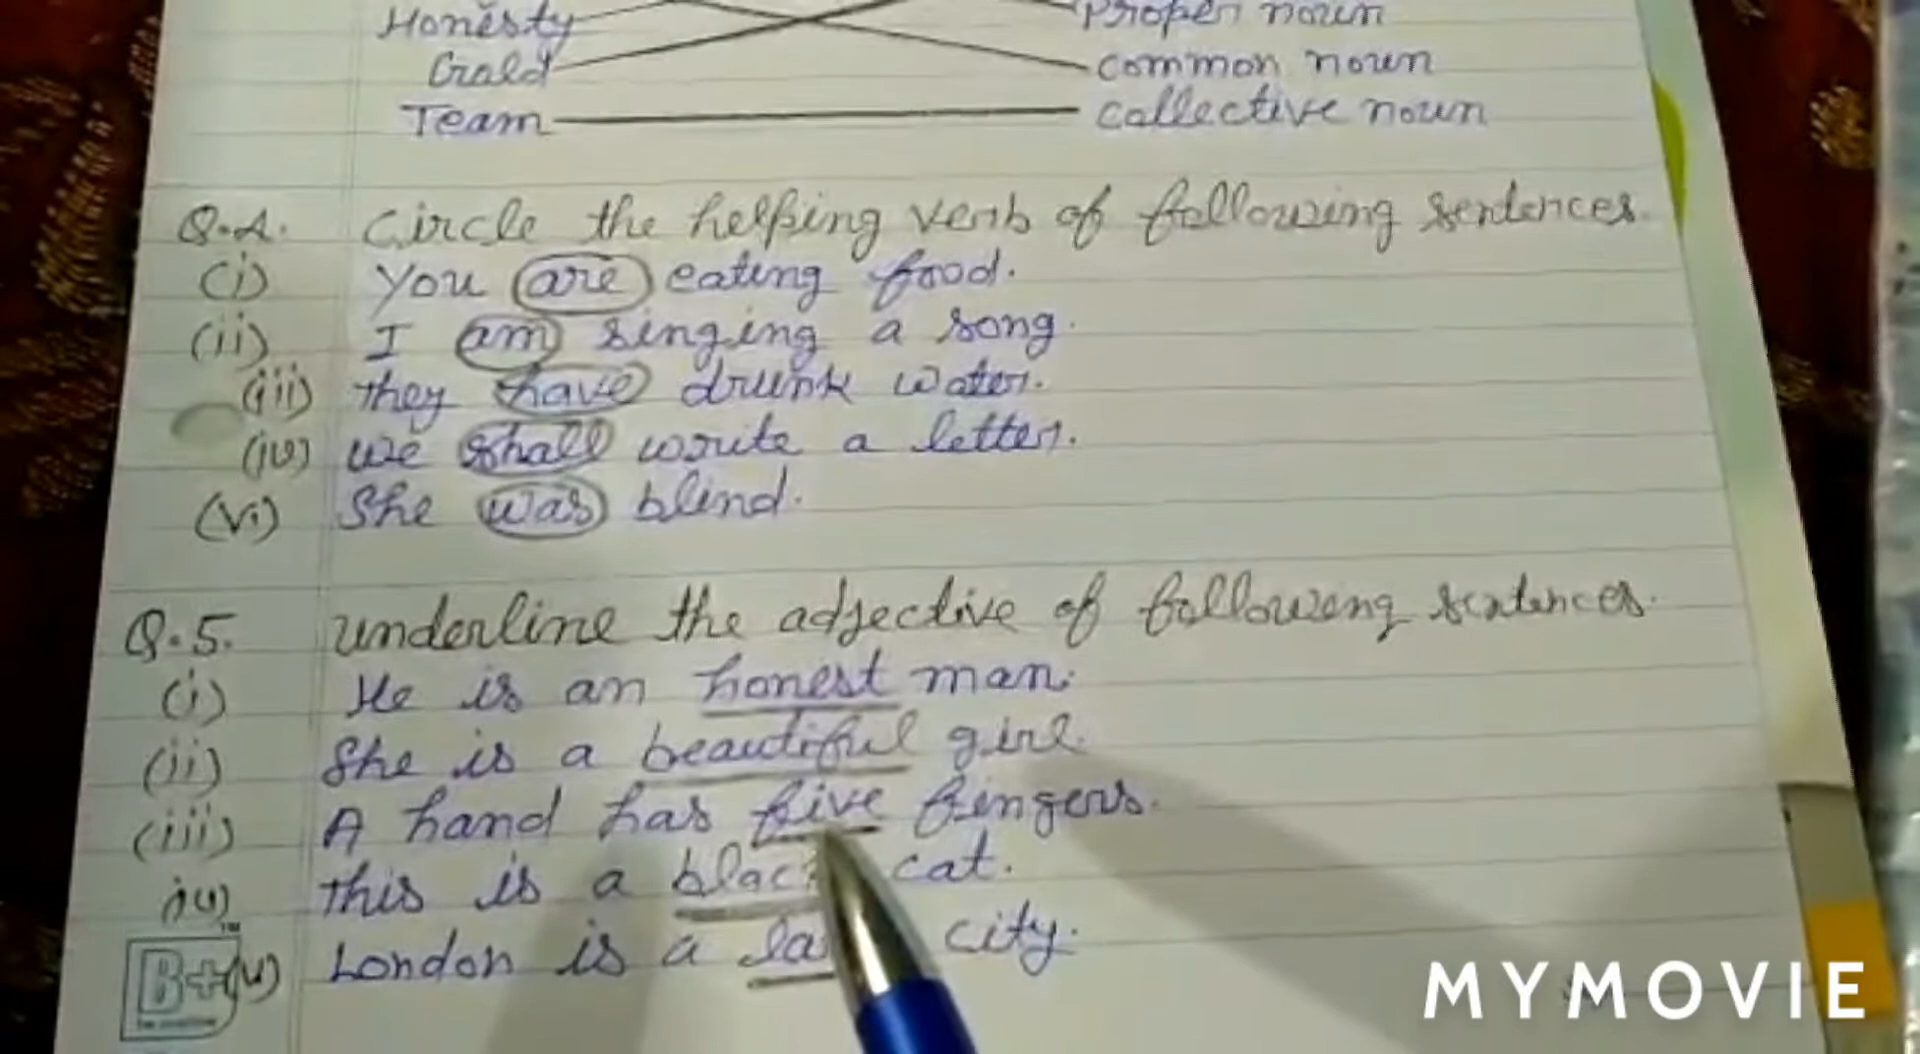 Honesty Proper noun
Gold common noun
Team collective noun
Q.4. Circle the helping verb of following sentences.
(i) You are eating food.
(ii) I am singing a song.
(iii) They have drunk water.
(iv) we shall write a letter.
(vi) She was blind.
Q.5. underline the adjective of following sentences.
(i) He is an honest man.
(ii) She is a beautiful girl.
(iii) A hand has five fingers.
iv) This is a black cat.
(v) London is a la city.
B+
MYMOVIE